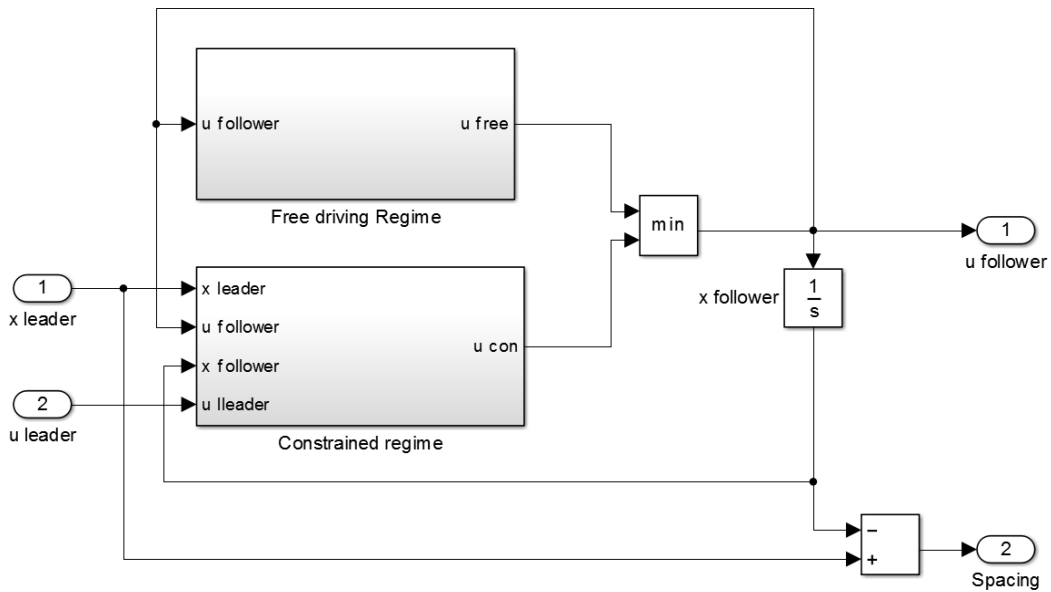 u follower
u free
Free driving Regime
min
1
u follower
x leader
u follower
x follower
u lleader
u con
Constrained regime
1
x leader
2
u leader
x follower
1
s
−
+
2
Spacing